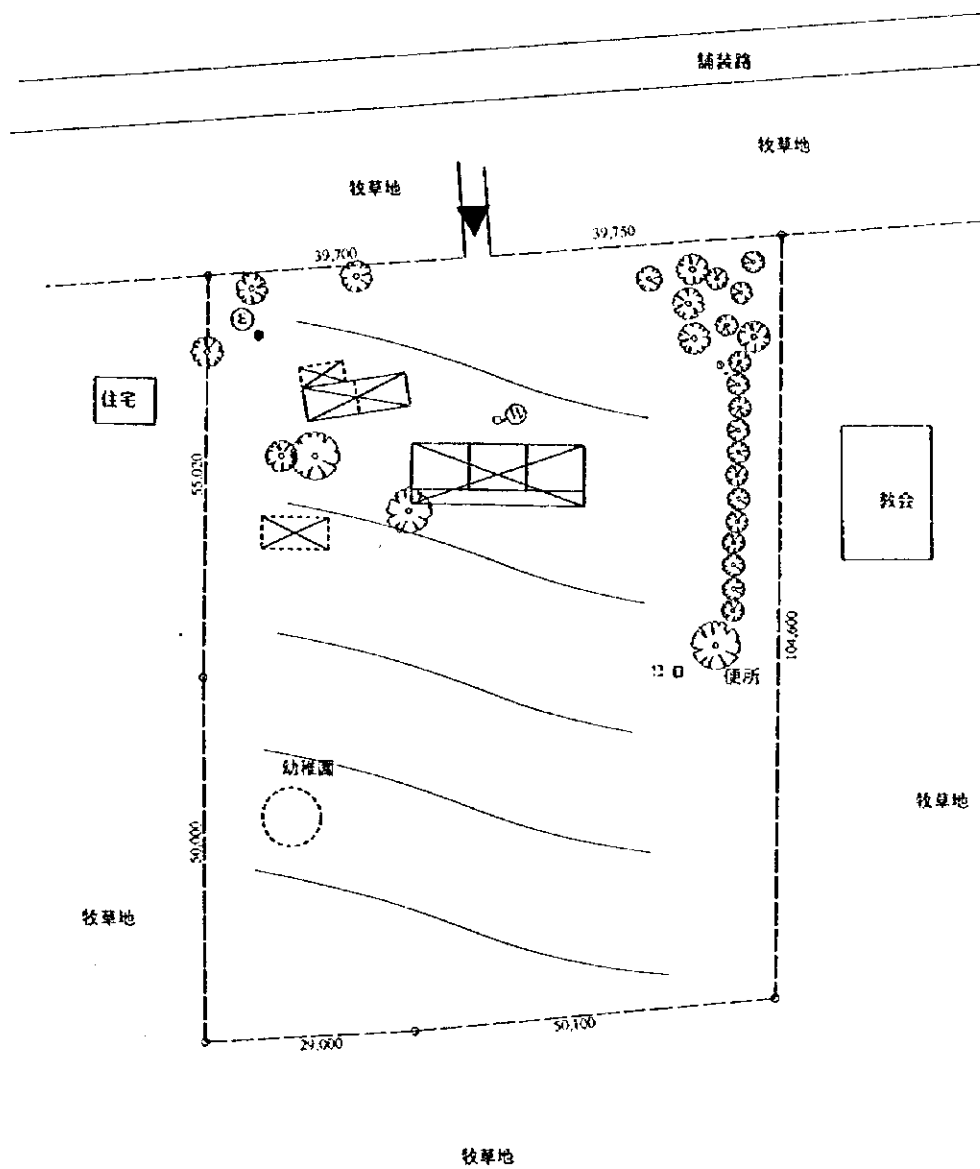 舗装路
牧草地
牧草地
39,750
39,700
E
住宅
W
55,020
教会
104,600
便所
幼稚園
牧草地
50,000
牧草地
50,100
29,000
牧草地